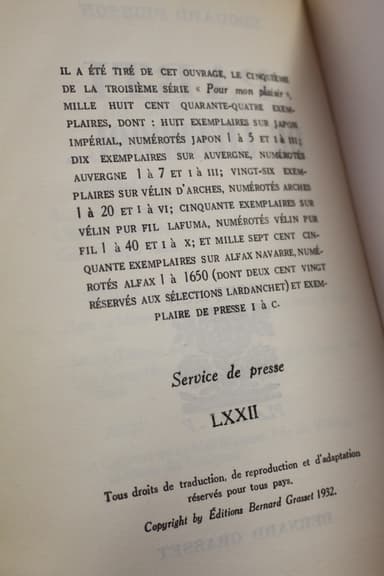 IL A ÉTÉ TIRÉ DE CET OUVRAGE, LE CINQUIÈME
DE LA TROISIÈME SÉRIE « Pour mon plaisir »,
MILLE HUIT CENT QUARANTE-QUATRE EXEM-
PLAIRES, DONT : HUIT EXEMPLAIRES SUR JAPON
IMPÉRIAL, NUMÉROTÉS JAPON 1 à 5 ET I à III;
DIX EXEMPLAIRES SUR AUVERGNE, NUMÉROTÉS
AUVERGNE 1 à 7 ET I à III; VINGT-SIX EXEM-
PLAIRES SUR VÉLIN D'ARCHES, NUMÉROTÉS ARCHES
1 à 20 ET I à VI; CINQUANTE EXEMPLAIRES SUR
VÉLIN PUR FIL LAFUMA, NUMÉROTÉS VÉLIN PUR
FIL 1 à 40 ET I à X; ET MILLE SEPT CENT CIN-
QUANTE EXEMPLAIRES SUR ALFAX NAVARRE, NUMÉ-
ROTÉS ALFAX 1 à 1650 (DONT DEUX CENT VINGT
RÉSERVÉS AUX SÉLECTIONS LARDANCHET) ET EXEM-
PLAIRE DE PRESSE I à C.
Service de presse
LXXII
Tous droits de traduction, de reproduction et d'adaptation
réservés pour tous pays.
Copyright by Éditions Bernard Grasset 1932.